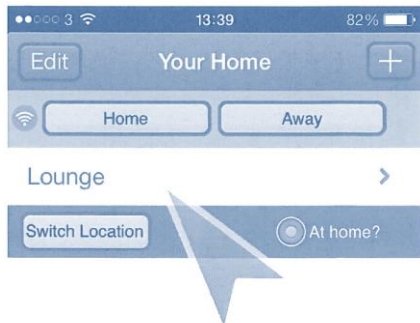 3 13:39 82%
Edit Your Home +
Home Away
Lounge >
Switch Location At home?